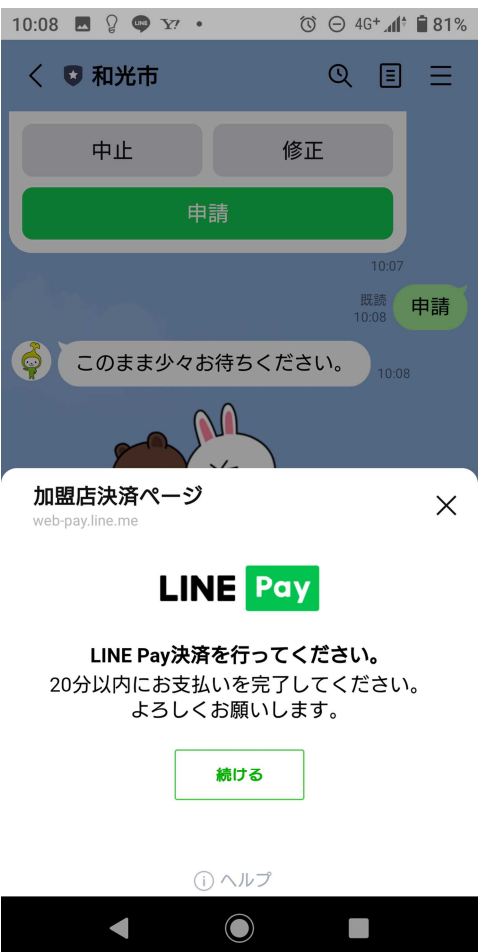 10:08 LINE Y! • 4G+ 81%
和光市
中止 修正
申請
10:07
既読
10:08
申請
このまま少々お待ちください。
10:08
加盟店決済ページ
web-pay.line.me
LINE Pay
LINE Pay決済を行ってください。
20分以内にお支払いを完了してください。
よろしくお願いします。
続ける
ヘルプ